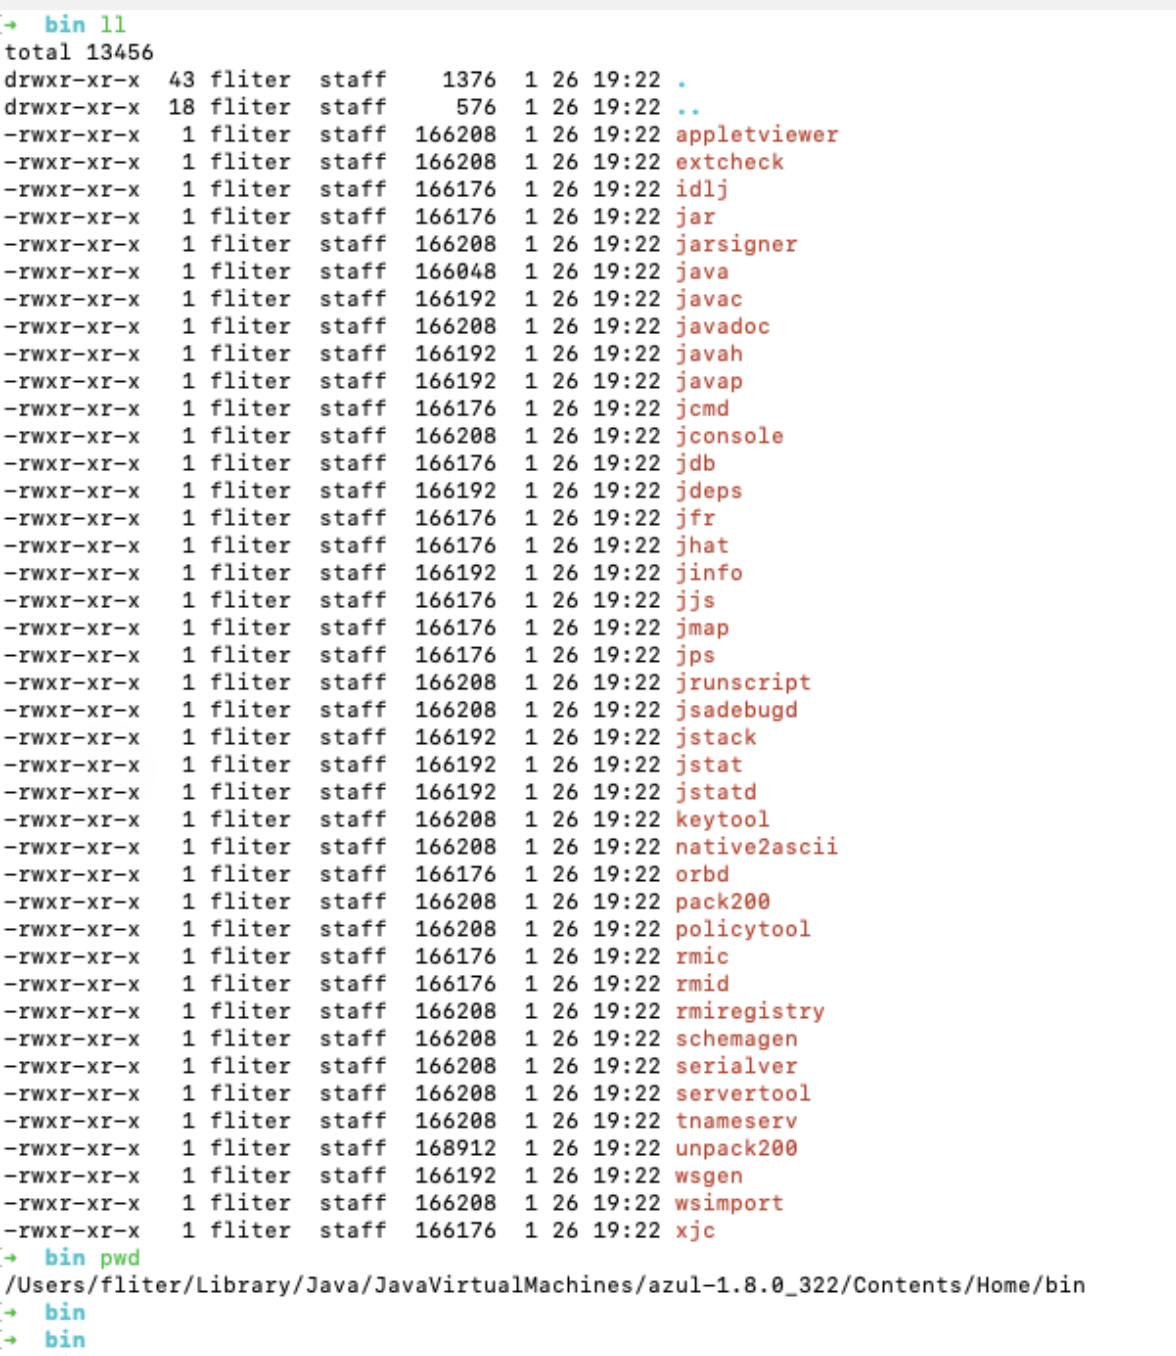 → bin ll
total 13456
drwxr-xr-x 43 fliter staff 1376 1 26 19:22 .
drwxr-xr-x 18 fliter staff 576 1 26 19:22 ..
-rwxr-xr-x 1 fliter staff 166208 1 26 19:22 appletviewer
-rwxr-xr-x 1 fliter staff 166208 1 26 19:22 extcheck
-rwxr-xr-x 1 fliter staff 166176 1 26 19:22 idlj
-rwxr-xr-x 1 fliter staff 166176 1 26 19:22 jar
-rwxr-xr-x 1 fliter staff 166208 1 26 19:22 jarsigner
-rwxr-xr-x 1 fliter staff 166048 1 26 19:22 java
-rwxr-xr-x 1 fliter staff 166192 1 26 19:22 javac
-rwxr-xr-x 1 fliter staff 166208 1 26 19:22 javadoc
-rwxr-xr-x 1 fliter staff 166192 1 26 19:22 javah
-rwxr-xr-x 1 fliter staff 166192 1 26 19:22 javap
-rwxr-xr-x 1 fliter staff 166176 1 26 19:22 jcmd
-rwxr-xr-x 1 fliter staff 166208 1 26 19:22 jconsole
-rwxr-xr-x 1 fliter staff 166176 1 26 19:22 jdb
-rwxr-xr-x 1 fliter staff 166192 1 26 19:22 jdeps
-rwxr-xr-x 1 fliter staff 166176 1 26 19:22 jfr
-rwxr-xr-x 1 fliter staff 166176 1 26 19:22 jhat
-rwxr-xr-x 1 fliter staff 166192 1 26 19:22 jinfo
-rwxr-xr-x 1 fliter staff 166176 1 26 19:22 jjs
-rwxr-xr-x 1 fliter staff 166176 1 26 19:22 jmap
-rwxr-xr-x 1 fliter staff 166176 1 26 19:22 jps
-rwxr-xr-x 1 fliter staff 166208 1 26 19:22 jrunscript
-rwxr-xr-x 1 fliter staff 166208 1 26 19:22 jsadebugd
-rwxr-xr-x 1 fliter staff 166192 1 26 19:22 jstack
-rwxr-xr-x 1 fliter staff 166192 1 26 19:22 jstat
-rwxr-xr-x 1 fliter staff 166192 1 26 19:22 jstatd
-rwxr-xr-x 1 fliter staff 166208 1 26 19:22 keytool
-rwxr-xr-x 1 fliter staff 166208 1 26 19:22 native2ascii
-rwxr-xr-x 1 fliter staff 166176 1 26 19:22 orbd
-rwxr-xr-x 1 fliter staff 166208 1 26 19:22 pack200
-rwxr-xr-x 1 fliter staff 166208 1 26 19:22 policytool
-rwxr-xr-x 1 fliter staff 166176 1 26 19:22 rmic
-rwxr-xr-x 1 fliter staff 166176 1 26 19:22 rmid
-rwxr-xr-x 1 fliter staff 166208 1 26 19:22 rmiregistry
-rwxr-xr-x 1 fliter staff 166208 1 26 19:22 schemagen
-rwxr-xr-x 1 fliter staff 166208 1 26 19:22 serialver
-rwxr-xr-x 1 fliter staff 166208 1 26 19:22 servertool
-rwxr-xr-x 1 fliter staff 166208 1 26 19:22 tnameserv
-rwxr-xr-x 1 fliter staff 168912 1 26 19:22 unpack200
-rwxr-xr-x 1 fliter staff 166192 1 26 19:22 wsgen
-rwxr-xr-x 1 fliter staff 166208 1 26 19:22 wsimport
-rwxr-xr-x 1 fliter staff 166176 1 26 19:22 xjc
→ bin pwd
/Users/fliter/Library/Java/JavaVirtualMachines/azul-1.8.0_322/Contents/Home/bin
→ bin
→ bin